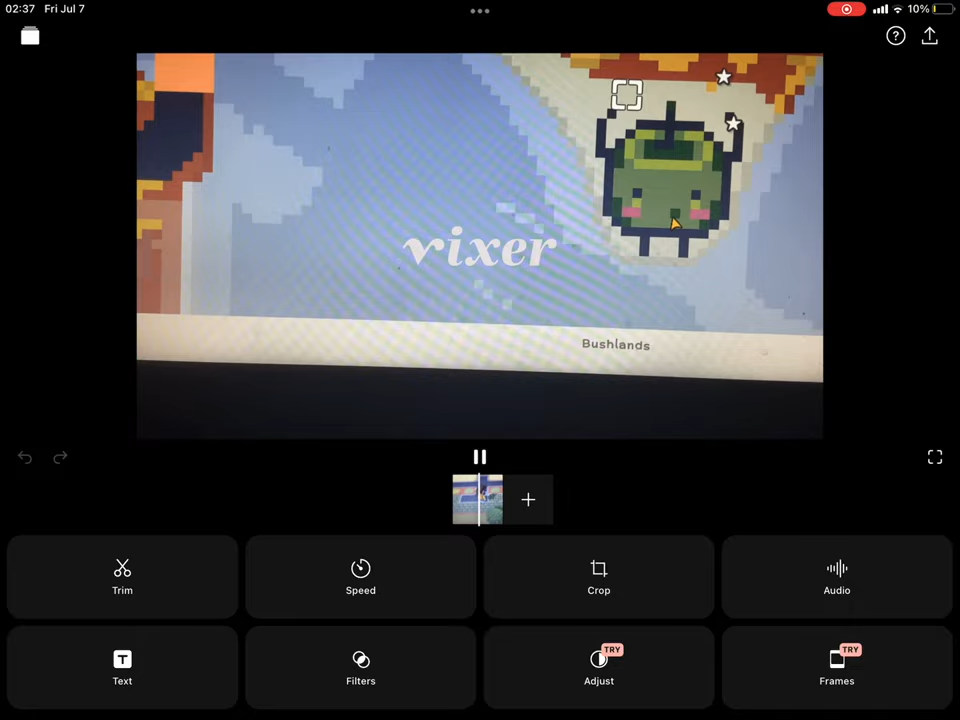 02:37 Fri Jul 7
10%
vixer
Bushlands
Trim
Speed
Crop
Audio
Text
Filters
TRY
Adjust
TRY
Frames